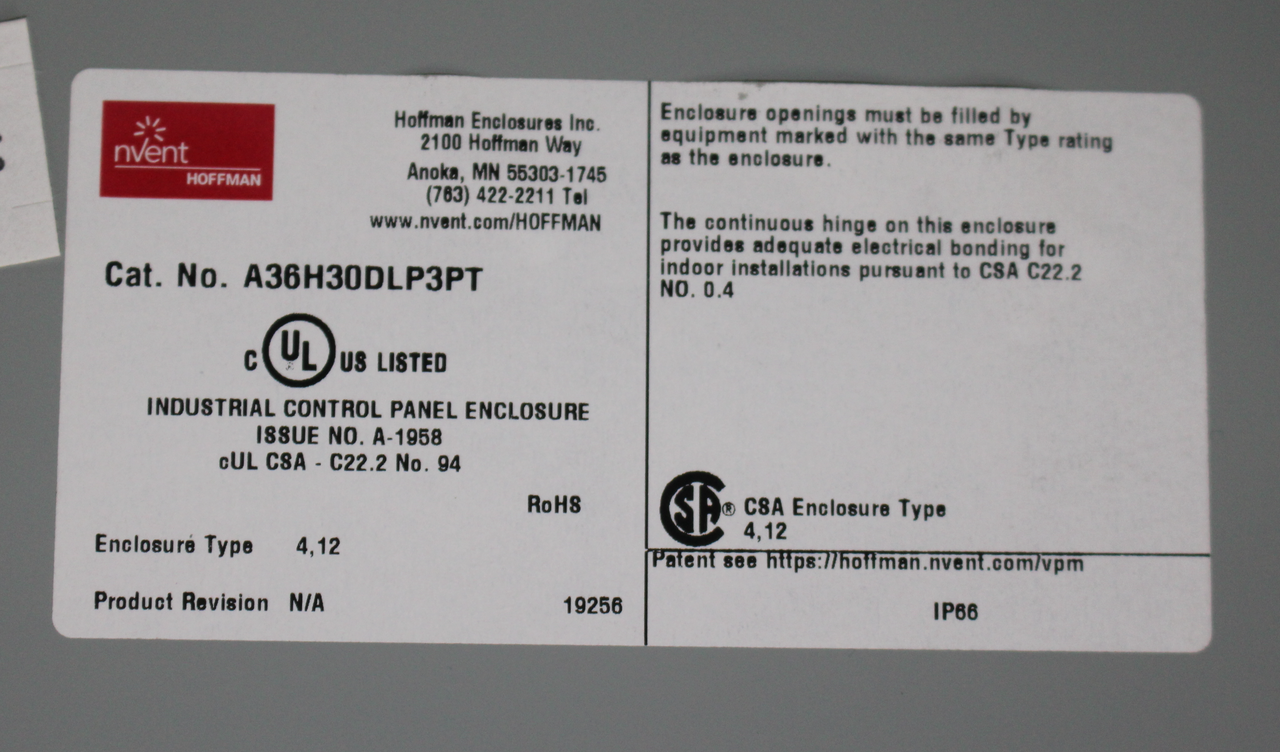 nVent
HOFFMAN
Hoffman Enclosures Inc.
2100 Hoffman Way
Anoka, MN 55303-1745
(763) 422-2211 Tel
www.nvent.com/HOFFMAN
Cat. No. A36H30DLP3PT
C UL US LISTED
INDUSTRIAL CONTROL PANEL ENCLOSURE
ISSUE NO. A-1958
cUL CSA - C22.2 No. 94
RoHS
Enclosure Type 4,12
Product Revision N/A 19256
Enclosure openings must be filled by
equipment marked with the same Type rating
as the enclosure.
The continuous hinge on this enclosure
provides adequate electrical bonding for
indoor installations pursuant to CSA C22.2
NO. 0.4
CSA ® CSA Enclosure Type
4,12
Patent see https://hoffman.nvent.com/vpm
IP66